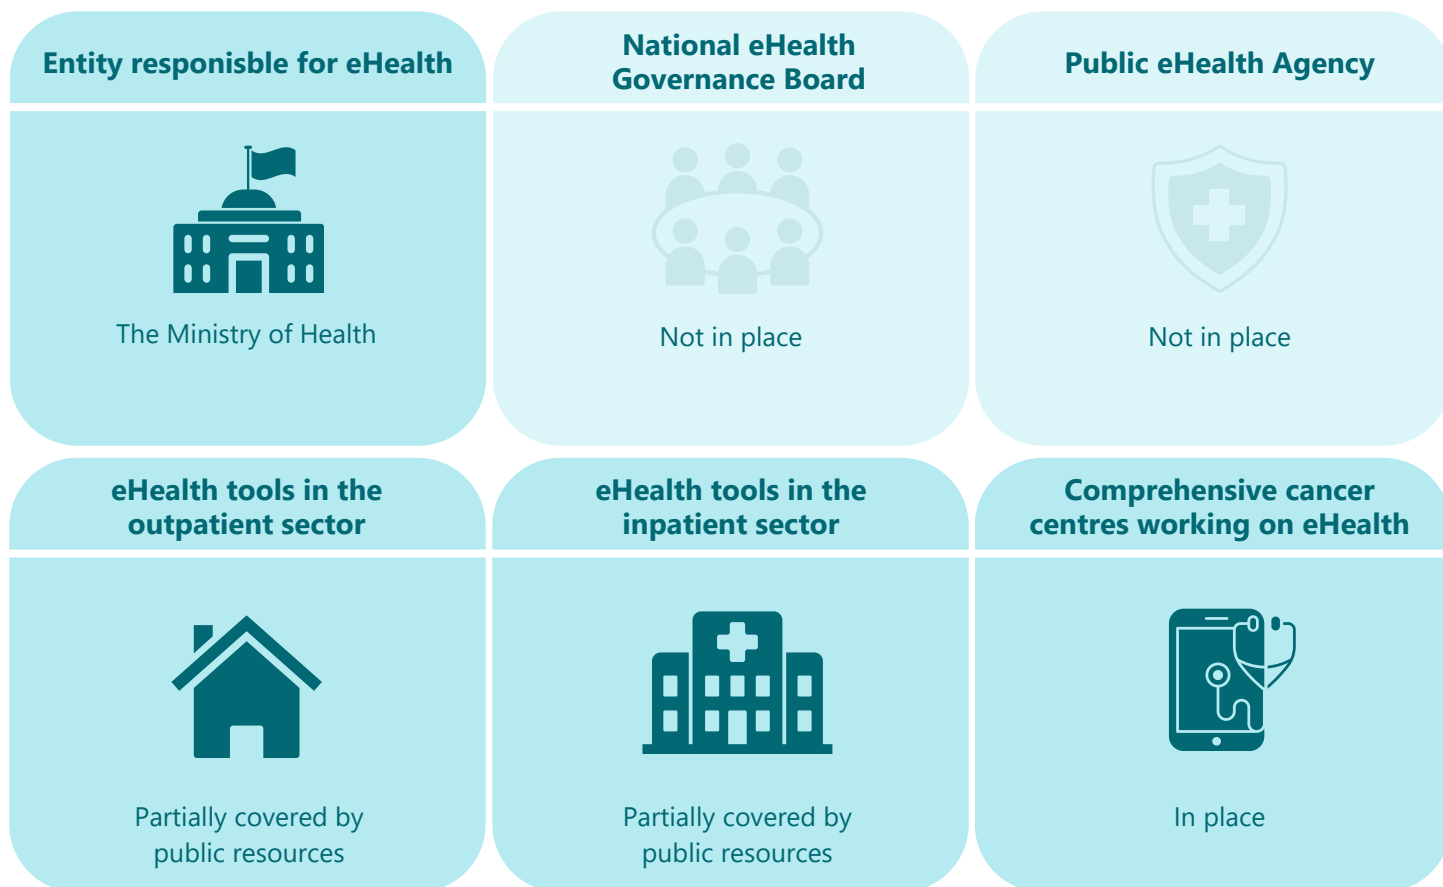 Entity responisble for eHealth
National eHealth
Governance Board
Public eHealth Agency
The Ministry of Health
Not in place
Not in place
eHealth tools in the
outpatient sector
eHealth tools in the
inpatient sector
Comprehensive cancer
centres working on eHealth
Partially covered by
public resources
Partially covered by
public resources
In place